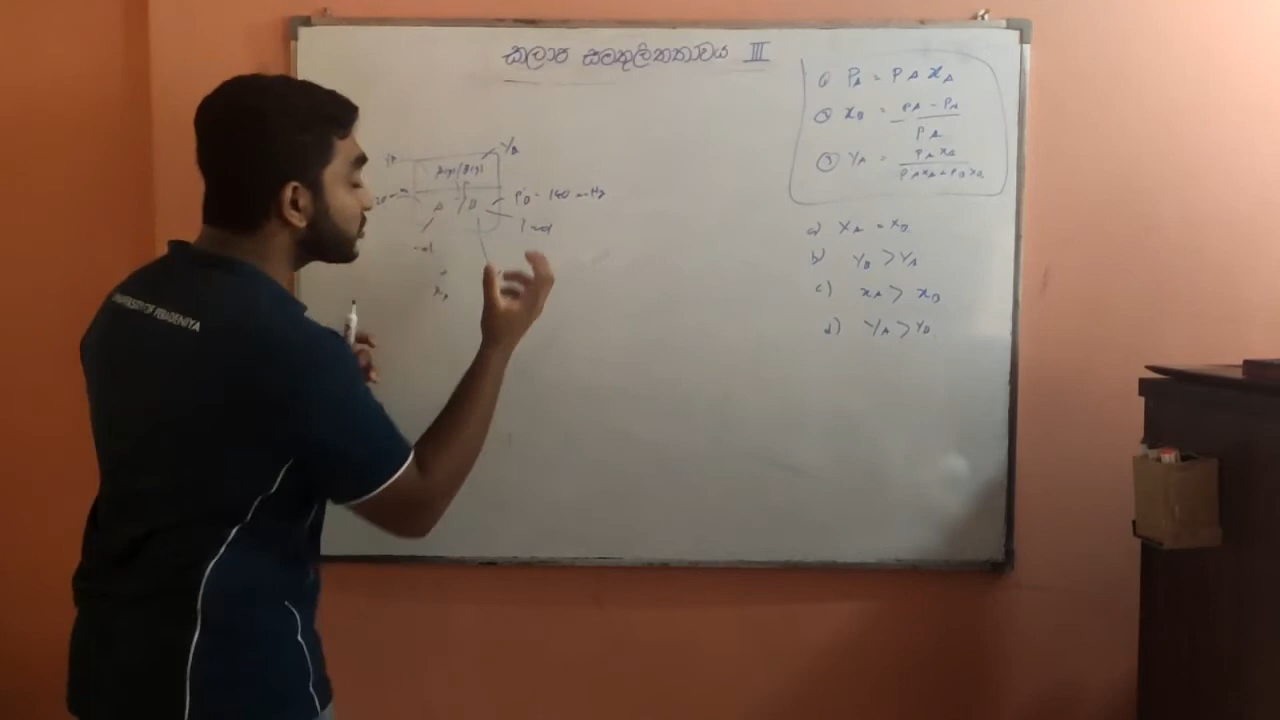 කලාප සමතුලිතතාවය III
① P_A = P°_A x_A
② x_B = P°_A - P_A / P°_A
③ Y_A = P°_A x_A / P°_A x_A + P°_B x_B
A(g)/B(g)
Y_B
A / B
P°_B = 140 mmHg
1 mol
x_A
a) x_A = x_B
b) Y_B > Y_A
c) x_A > x_B
d) Y_A > Y_B
UNIVERSITY OF PERADENIYA